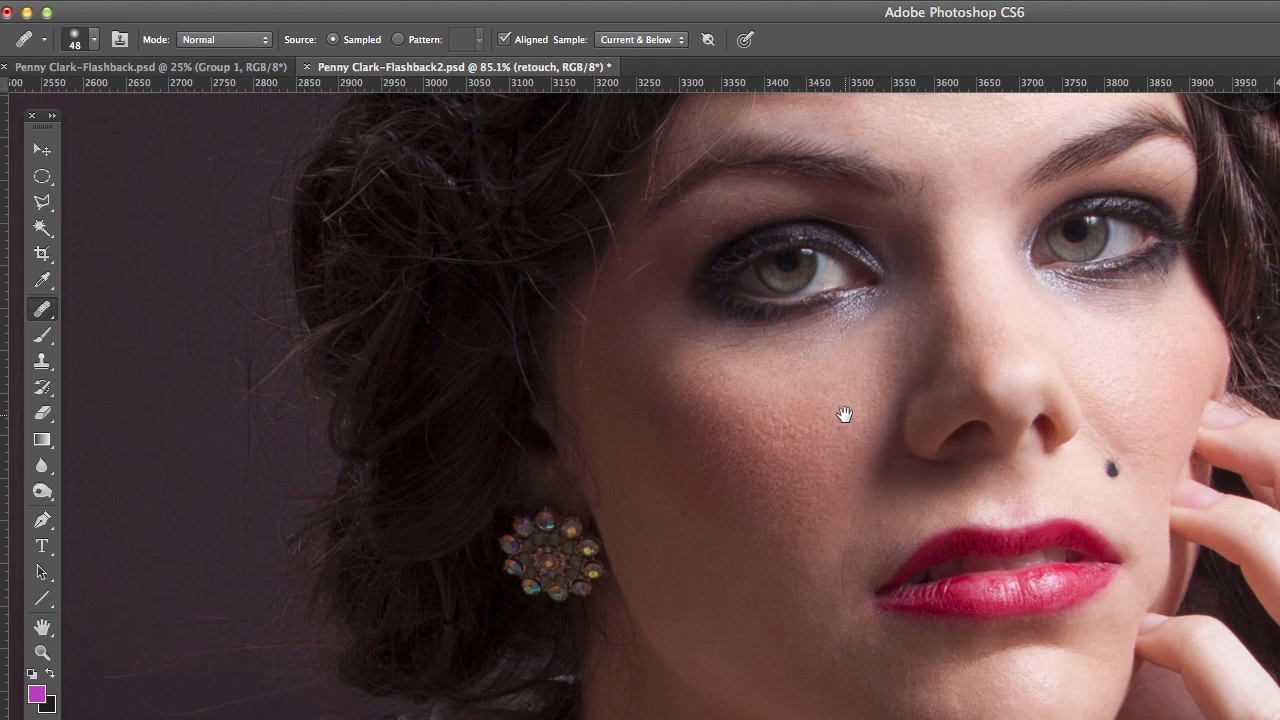 Adobe Photoshop CS6
48 Mode: Normal Source: Sampled Pattern: Aligned Sample: Current & Below
Penny Clark-Flashback.psd @ 25% (Group 1, RGB/8*) × Penny Clark-Flashback2.psd @ 85.1% (retouch, RGB/8*) *
2550 2600 2650 2700 2750 2800 2850 2900 2950 3000 3050 3100 3150 3200 3250 3300 3350 3400 3450 3500 3550 3600 3650 3700 3750 3800 3850 3900 3950
T